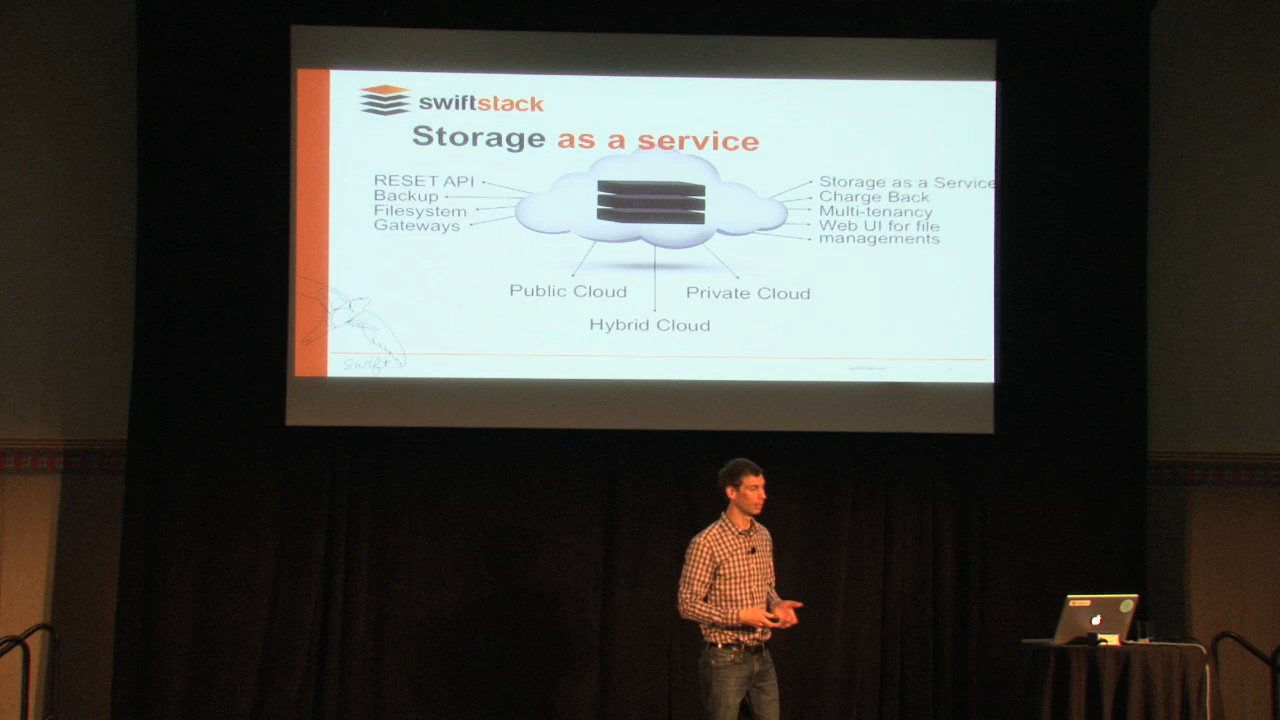 swiftstack
Storage as a service
RESET API
Backup
Filesystem
Gateways
Storage as a Service
Charge Back
Multi-tenancy
Web UI for file
managements
Public Cloud
Private Cloud
Hybrid Cloud
swift